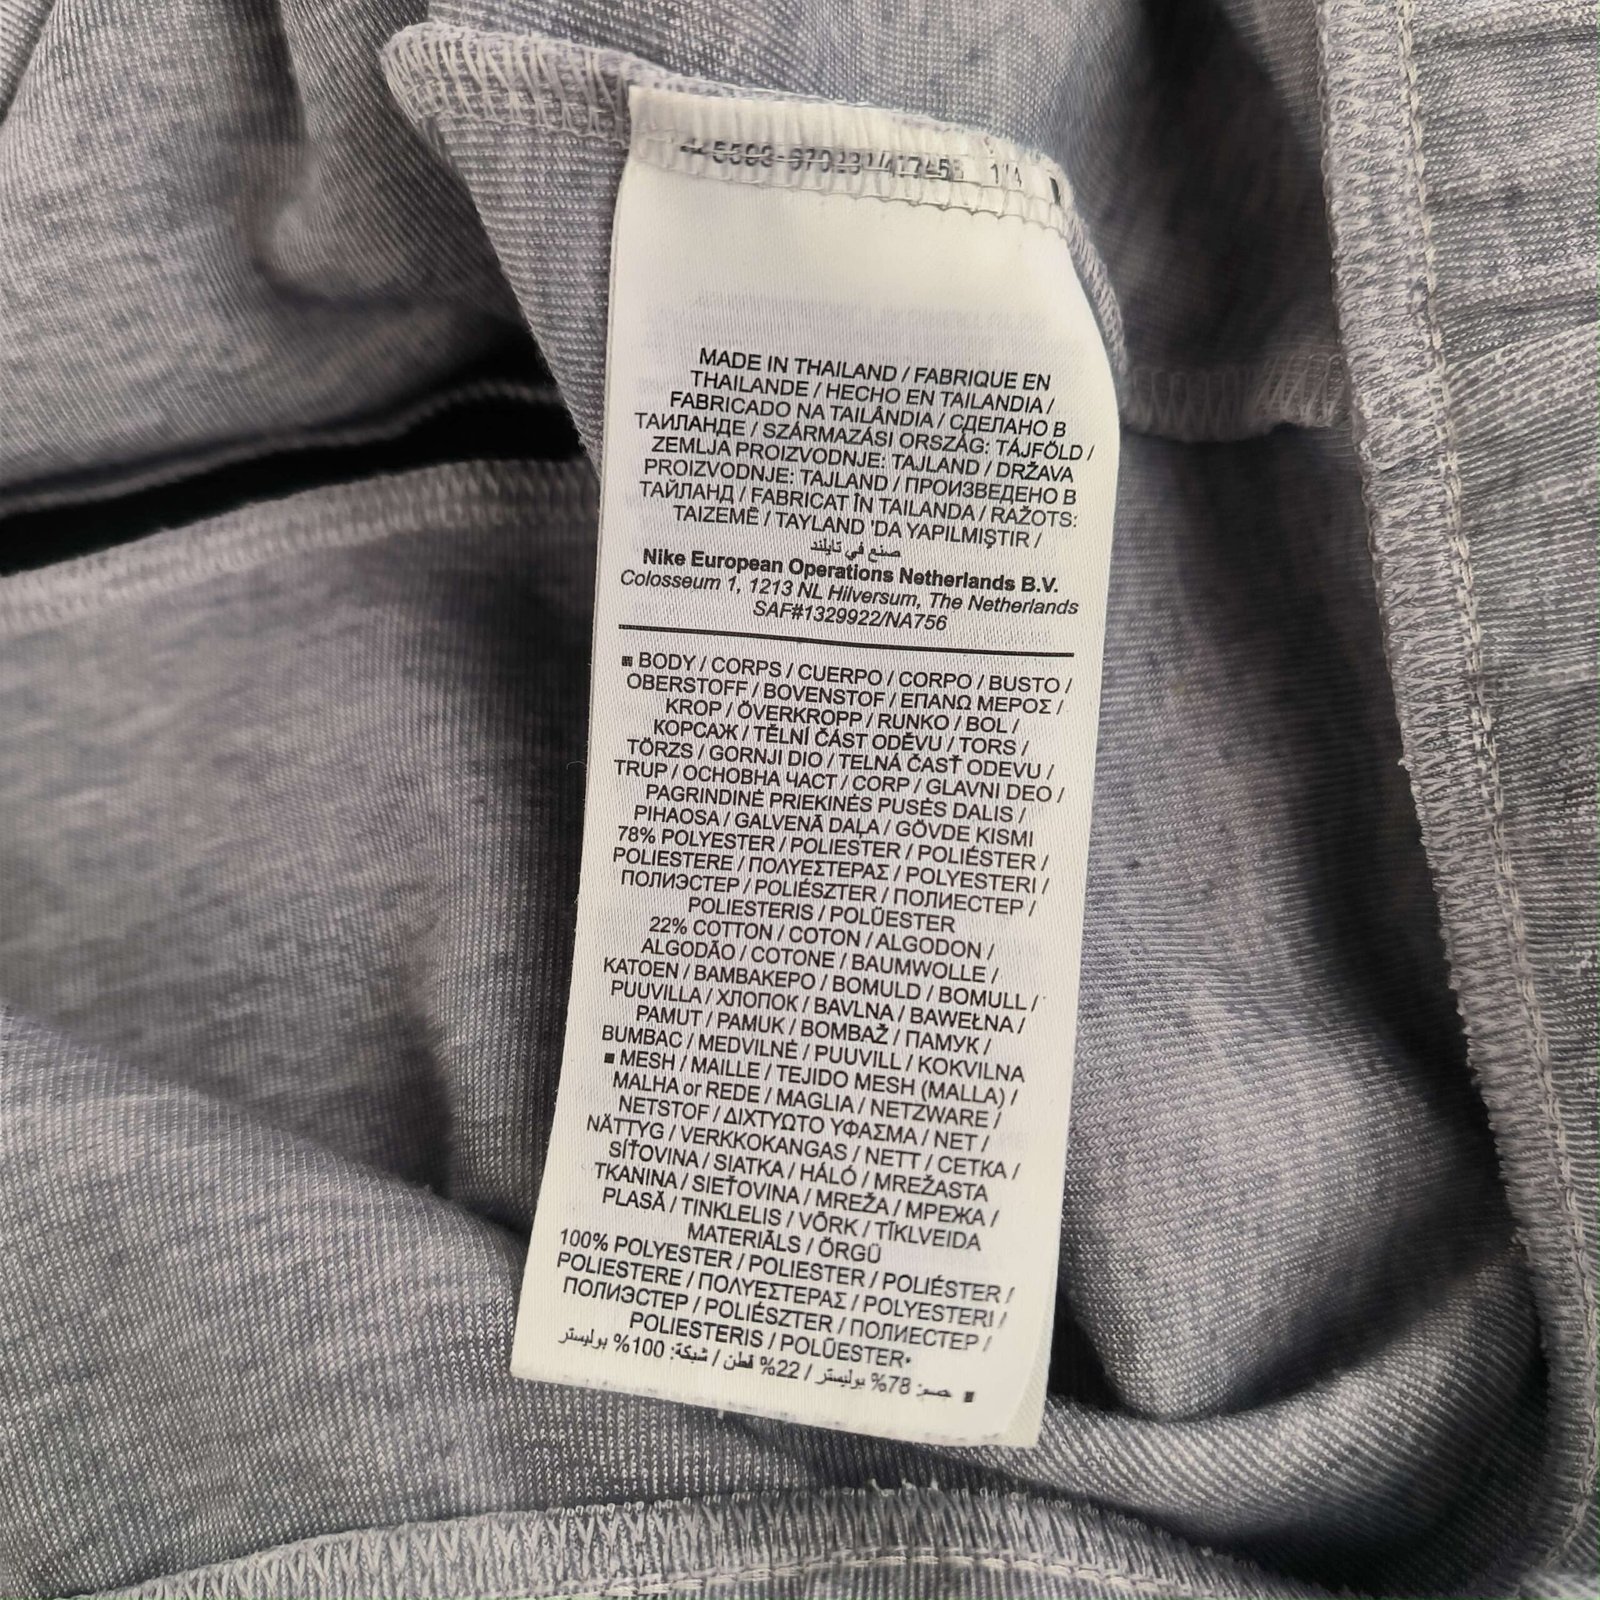 MADE IN THAILAND / FABRIQUE EN
THAILANDE / HECHO EN TAILANDIA /
FABRICADO NA TAILÂNDIA / СДЕЛАНО В
ТАИЛАНДЕ / SZÁRMAZÁSI ORSZÁG: TÁJFÖLD /
ZEMLJA PROIZVODNJE: TAJLAND / DRŽAVA
PROIZVODNJE: TAJLAND / ПРОИЗВЕДЕНО В
ТАЙЛАНД / FABRICAT ÎN TAILANDA / RAŽOTS:
TAIZEMĒ / TAYLAND 'DA YAPILMIŞTIR /
صنع في تايلند
Nike European Operations Netherlands B.V.
Colosseum 1, 1213 NL Hilversum, The Netherlands
SAF#1329922/NA756
■ BODY / CORPS / CUERPO / CORPO / BUSTO /
OBERSTOFF / BOVENSTOF / ΕΠΑΝΩ ΜΕΡΟΣ /
KROP / ÖVERKROPP / RUNKO / BOL /
КОРСАЖ / TĚLNÍ ČÁST ODĚVU / TORS /
TÖRZS / GORNJI DIO / TELNÁ ČASŤ ODEVU /
TRUP / ОСНОВНА ЧАСТ / CORP / GLAVNI DEO /
PAGRINDINĖ PRIEKINĖS PUSĖS DALIS /
PIHAOSA / GALVENĀ DAĻA / GÖVDE KISMI
78% POLYESTER / POLIESTER / POLIÉSTER /
POLIESTERE / ΠΟΛΥΕΣΤΕΡΑΣ / POLYESTERI /
ПОЛИЭСТЕР / POLIÉSZTER / ПОЛИЕСТЕР /
POLIESTERIS / POLÜESTER
22% COTTON / COTON / ALGODON /
ALGODÃO / COTONE / BAUMWOLLE /
KATOEN / ΒΑΜΒΑΚΕΡΟ / BOMULD / BOMULL /
PUUVILLA / ХЛОПОК / BAVLNA / BAWEŁNA /
PAMUT / PAMUK / BOMBAŽ / ПАМУК /
BUMBAC / MEDVILNĖ / PUUVILL / KOKVILNA
■ MESH / MAILLE / TEJIDO MESH (MALLA) /
MALHA or REDE / MAGLIA / NETZWARE /
NETSTOF / ΔΙΧΤΥΩΤΟ ΥΦΑΣΜΑ / NET /
NÄTTYG / VERKKOKANGAS / NETT / СЕТКА /
SÍŤOVINA / SIATKA / HÁLÓ / MREŽASTA
TKANINA / SIEŤOVINA / MREŽA / МРЕЖА /
PLASĂ / TINKLELIS / VÕRK / TĪKLVEIDA
MATERIĀLS / ÖRGÜ
100% POLYESTER / POLIESTER / POLIÉSTER /
POLIESTERE / ΠΟΛΥΕΣΤΕΡΑΣ / POLYESTERI /
ПОЛИЭСТЕР / POLIÉSZTER / ПОЛИЕСТЕР /
POLIESTERIS / POLÜESTER▪
■ جسم: 78% بوليستر / 22% قطن / شبكة: 100% بوليستر